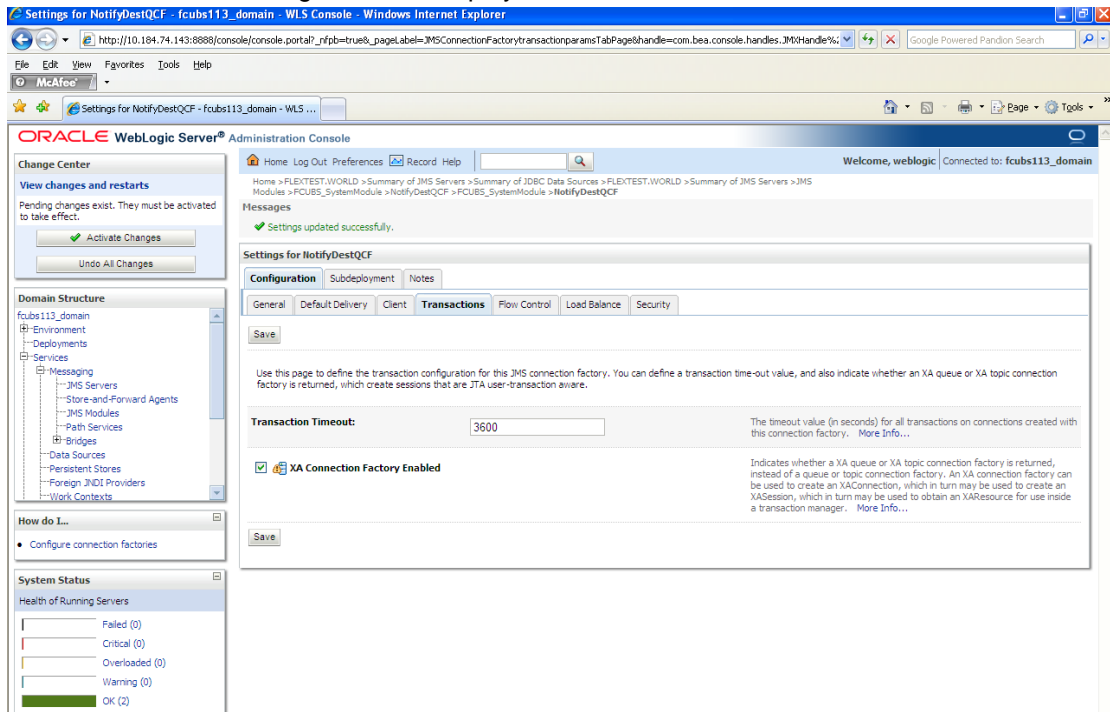 Settings for NotifyDestQCF - fcubs113_domain - WLS Console - Windows Internet Explorer
http://10.184.74.143:8888/console/console.portal?_nfpb=true&_pageLabel=JMSConnectionFactorytransactionparamsTabPage&handle=com.bea.console.handles.JMXHandle%
Google Powered Pandion Search
File Edit View Favorites Tools Help
McAfee
Settings for NotifyDestQCF - fcubs113_domain - WLS ...
Page Tools
ORACLE WebLogic Server® Administration Console
Change Center
View changes and restarts
Pending changes exist. They must be activated
to take effect.
Activate Changes
Undo All Changes
Domain Structure
fcubs113_domain
Environment
Deployments
Services
Messaging
JMS Servers
Store-and-Forward Agents
JMS Modules
Path Services
Bridges
Data Sources
Persistent Stores
Foreign JNDI Providers
Work Contexts
How do I...
Configure connection factories
System Status
Health of Running Servers
Failed (0)
Critical (0)
Overloaded (0)
Warning (0)
OK (2)
Home Log Out Preferences Record Help
Welcome, weblogic Connected to: fcubs113_domain
Home >FLEXTEST.WORLD >Summary of JMS Servers >Summary of JDBC Data Sources >FLEXTEST.WORLD >Summary of JMS Servers >JMS
Modules >FCUBS_SystemModule >NotifyDestQCF >FCUBS_SystemModule >NotifyDestQCF
Messages
Settings updated successfully.
Settings for NotifyDestQCF
Configuration Subdeployment Notes
General Default Delivery Client Transactions Flow Control Load Balance Security
Save
Use this page to define the transaction configuration for this JMS connection factory. You can define a transaction time-out value, and also indicate whether an XA queue or XA topic connection
factory is returned, which create sessions that are JTA user-transaction aware.
Transaction Timeout: 3600
The timeout value (in seconds) for all transactions on connections created with
this connection factory. More Info...
XA Connection Factory Enabled
Indicates whether a XA queue or XA topic connection factory is returned,
instead of a queue or topic connection factory. An XA connection factory can
be used to create an XAConnection, which in turn may be used to create an
XASession, which in turn may be used to obtain an XAResource for use inside
a transaction manager. More Info...
Save